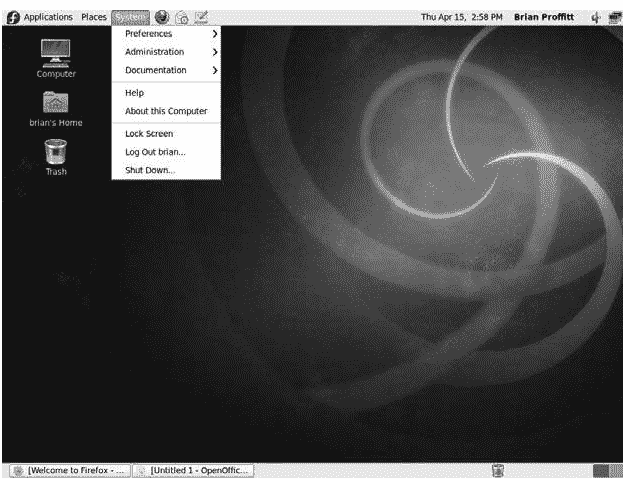 Applications Places System Thu Apr 15, 2:58 PM Brian Proffitt
Preferences
Administration
Documentation
Help
About this Computer
Lock Screen
Log Out brian...
Shut Down...
Computer
brian's Home
Trash
[Welcome to Firefox - ... [Untitled 1 - OpenOffic...